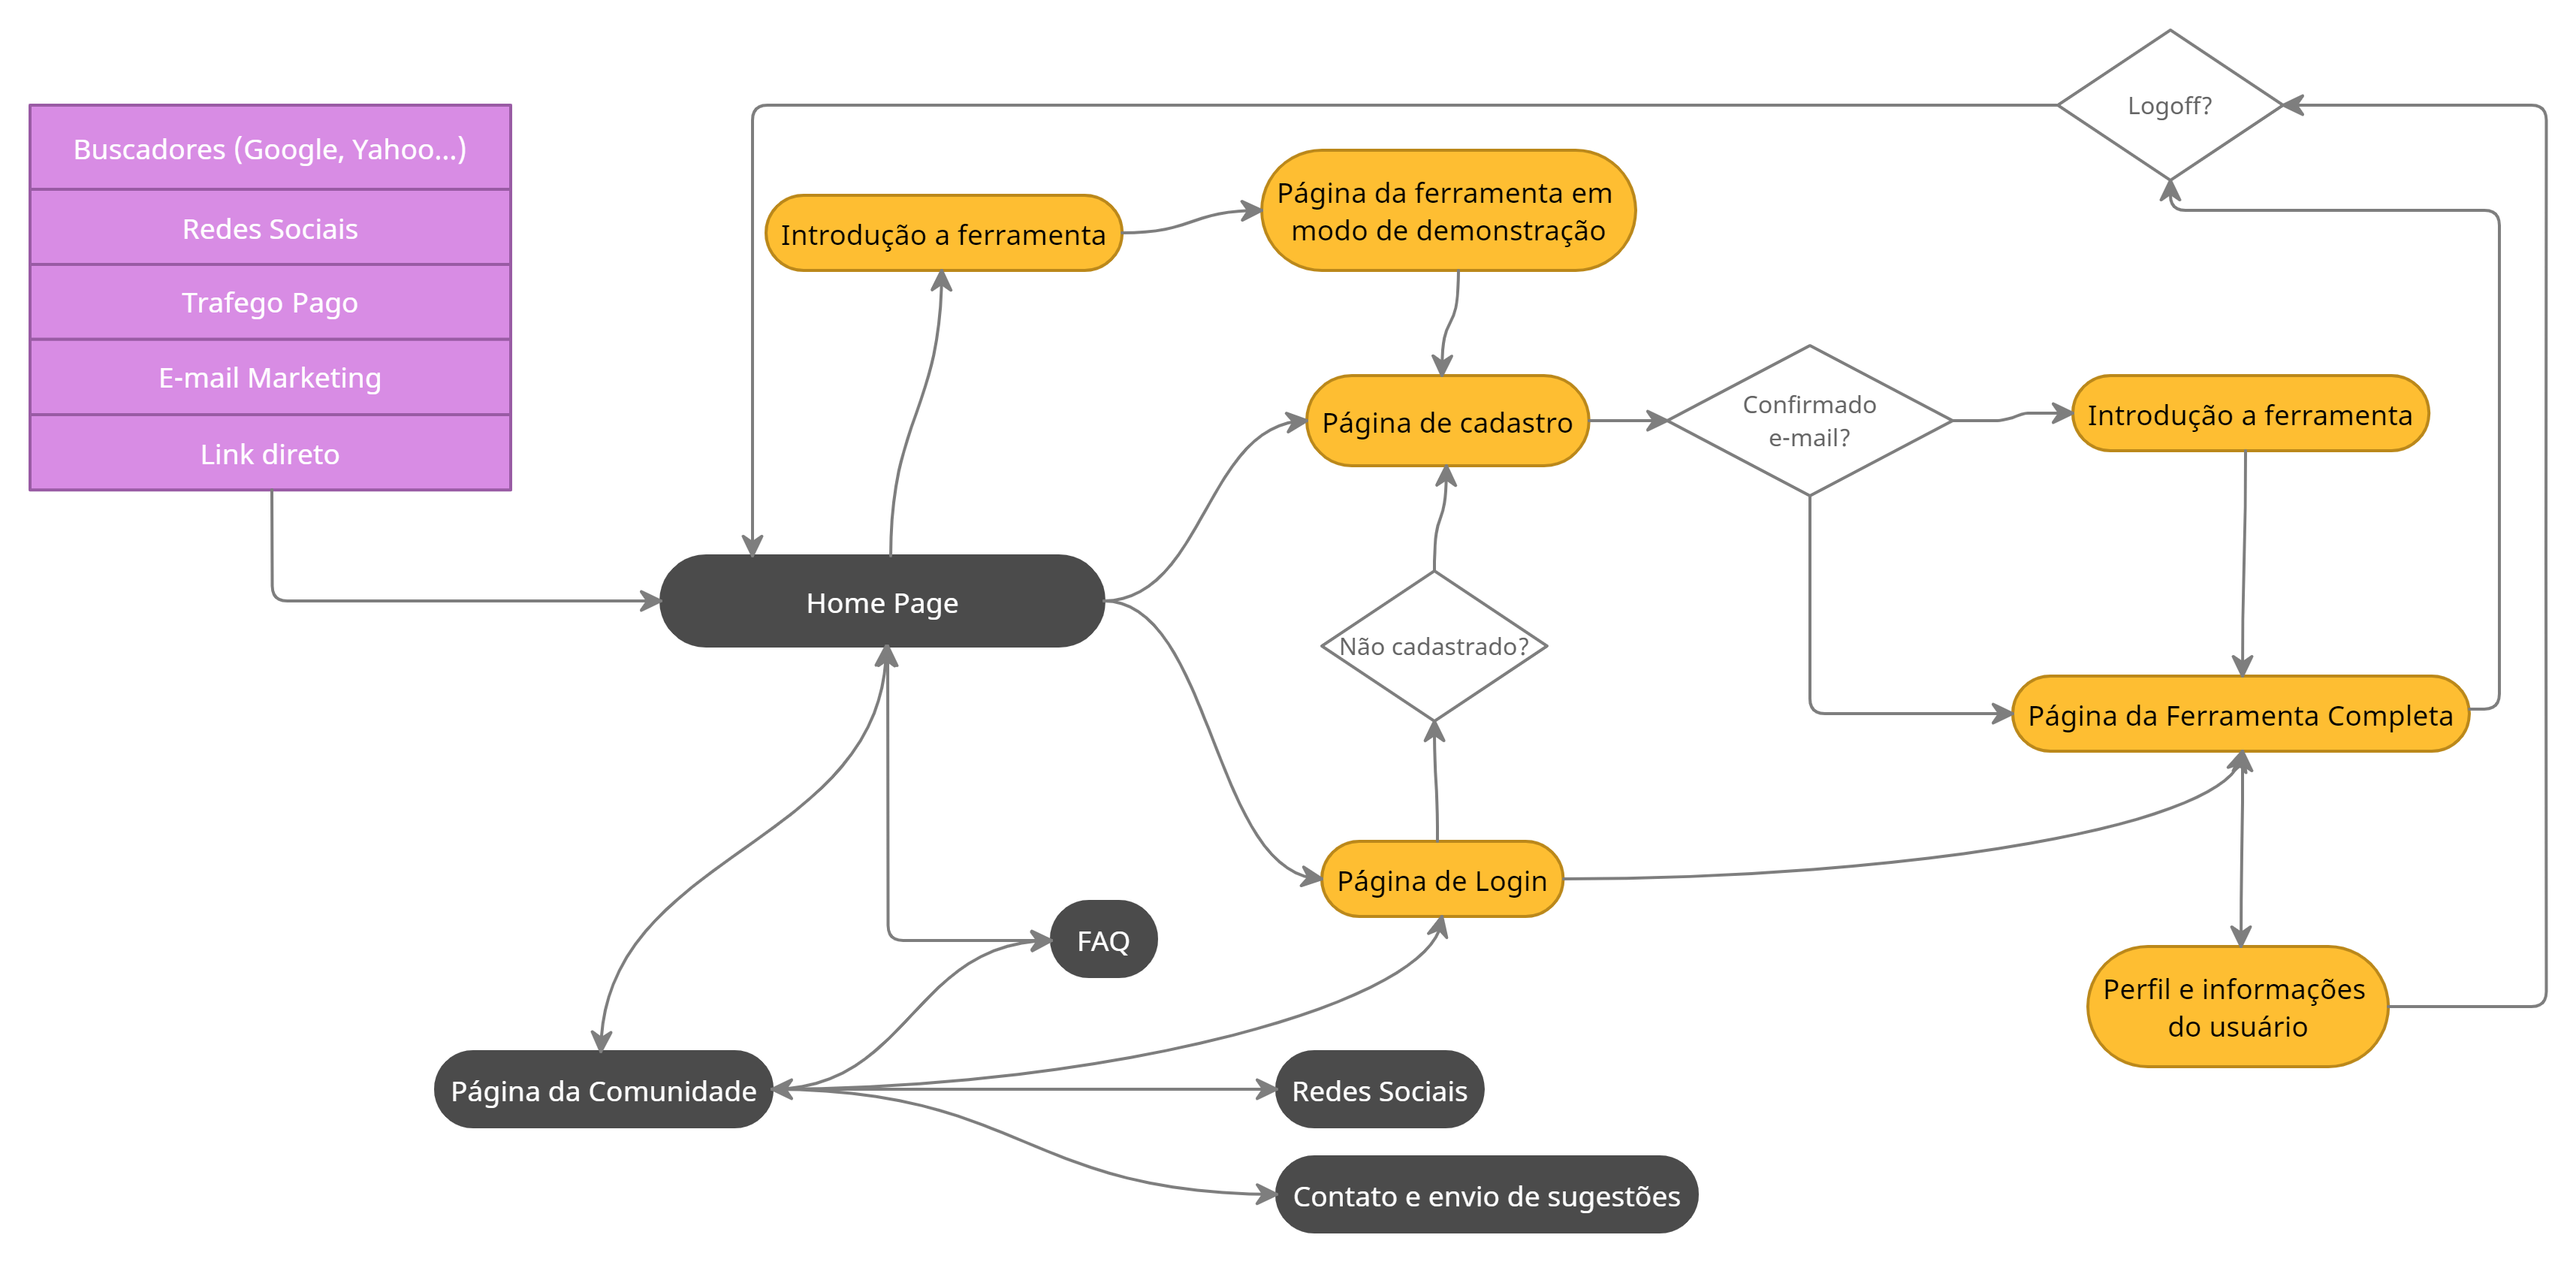 Logoff?
Buscadores (Google, Yahoo...)
Redes Sociais
Trafego Pago
E-mail Marketing
Link direto
Introdução a ferramenta
Página da ferramenta em
modo de demonstração
Página de cadastro
Confirmado
e-mail?
Introdução a ferramenta
Home Page
Não cadastrado?
Página da Ferramenta Completa
Página de Login
FAQ
Perfil e informações
do usuário
Página da Comunidade
Redes Sociais
Contato e envio de sugestões